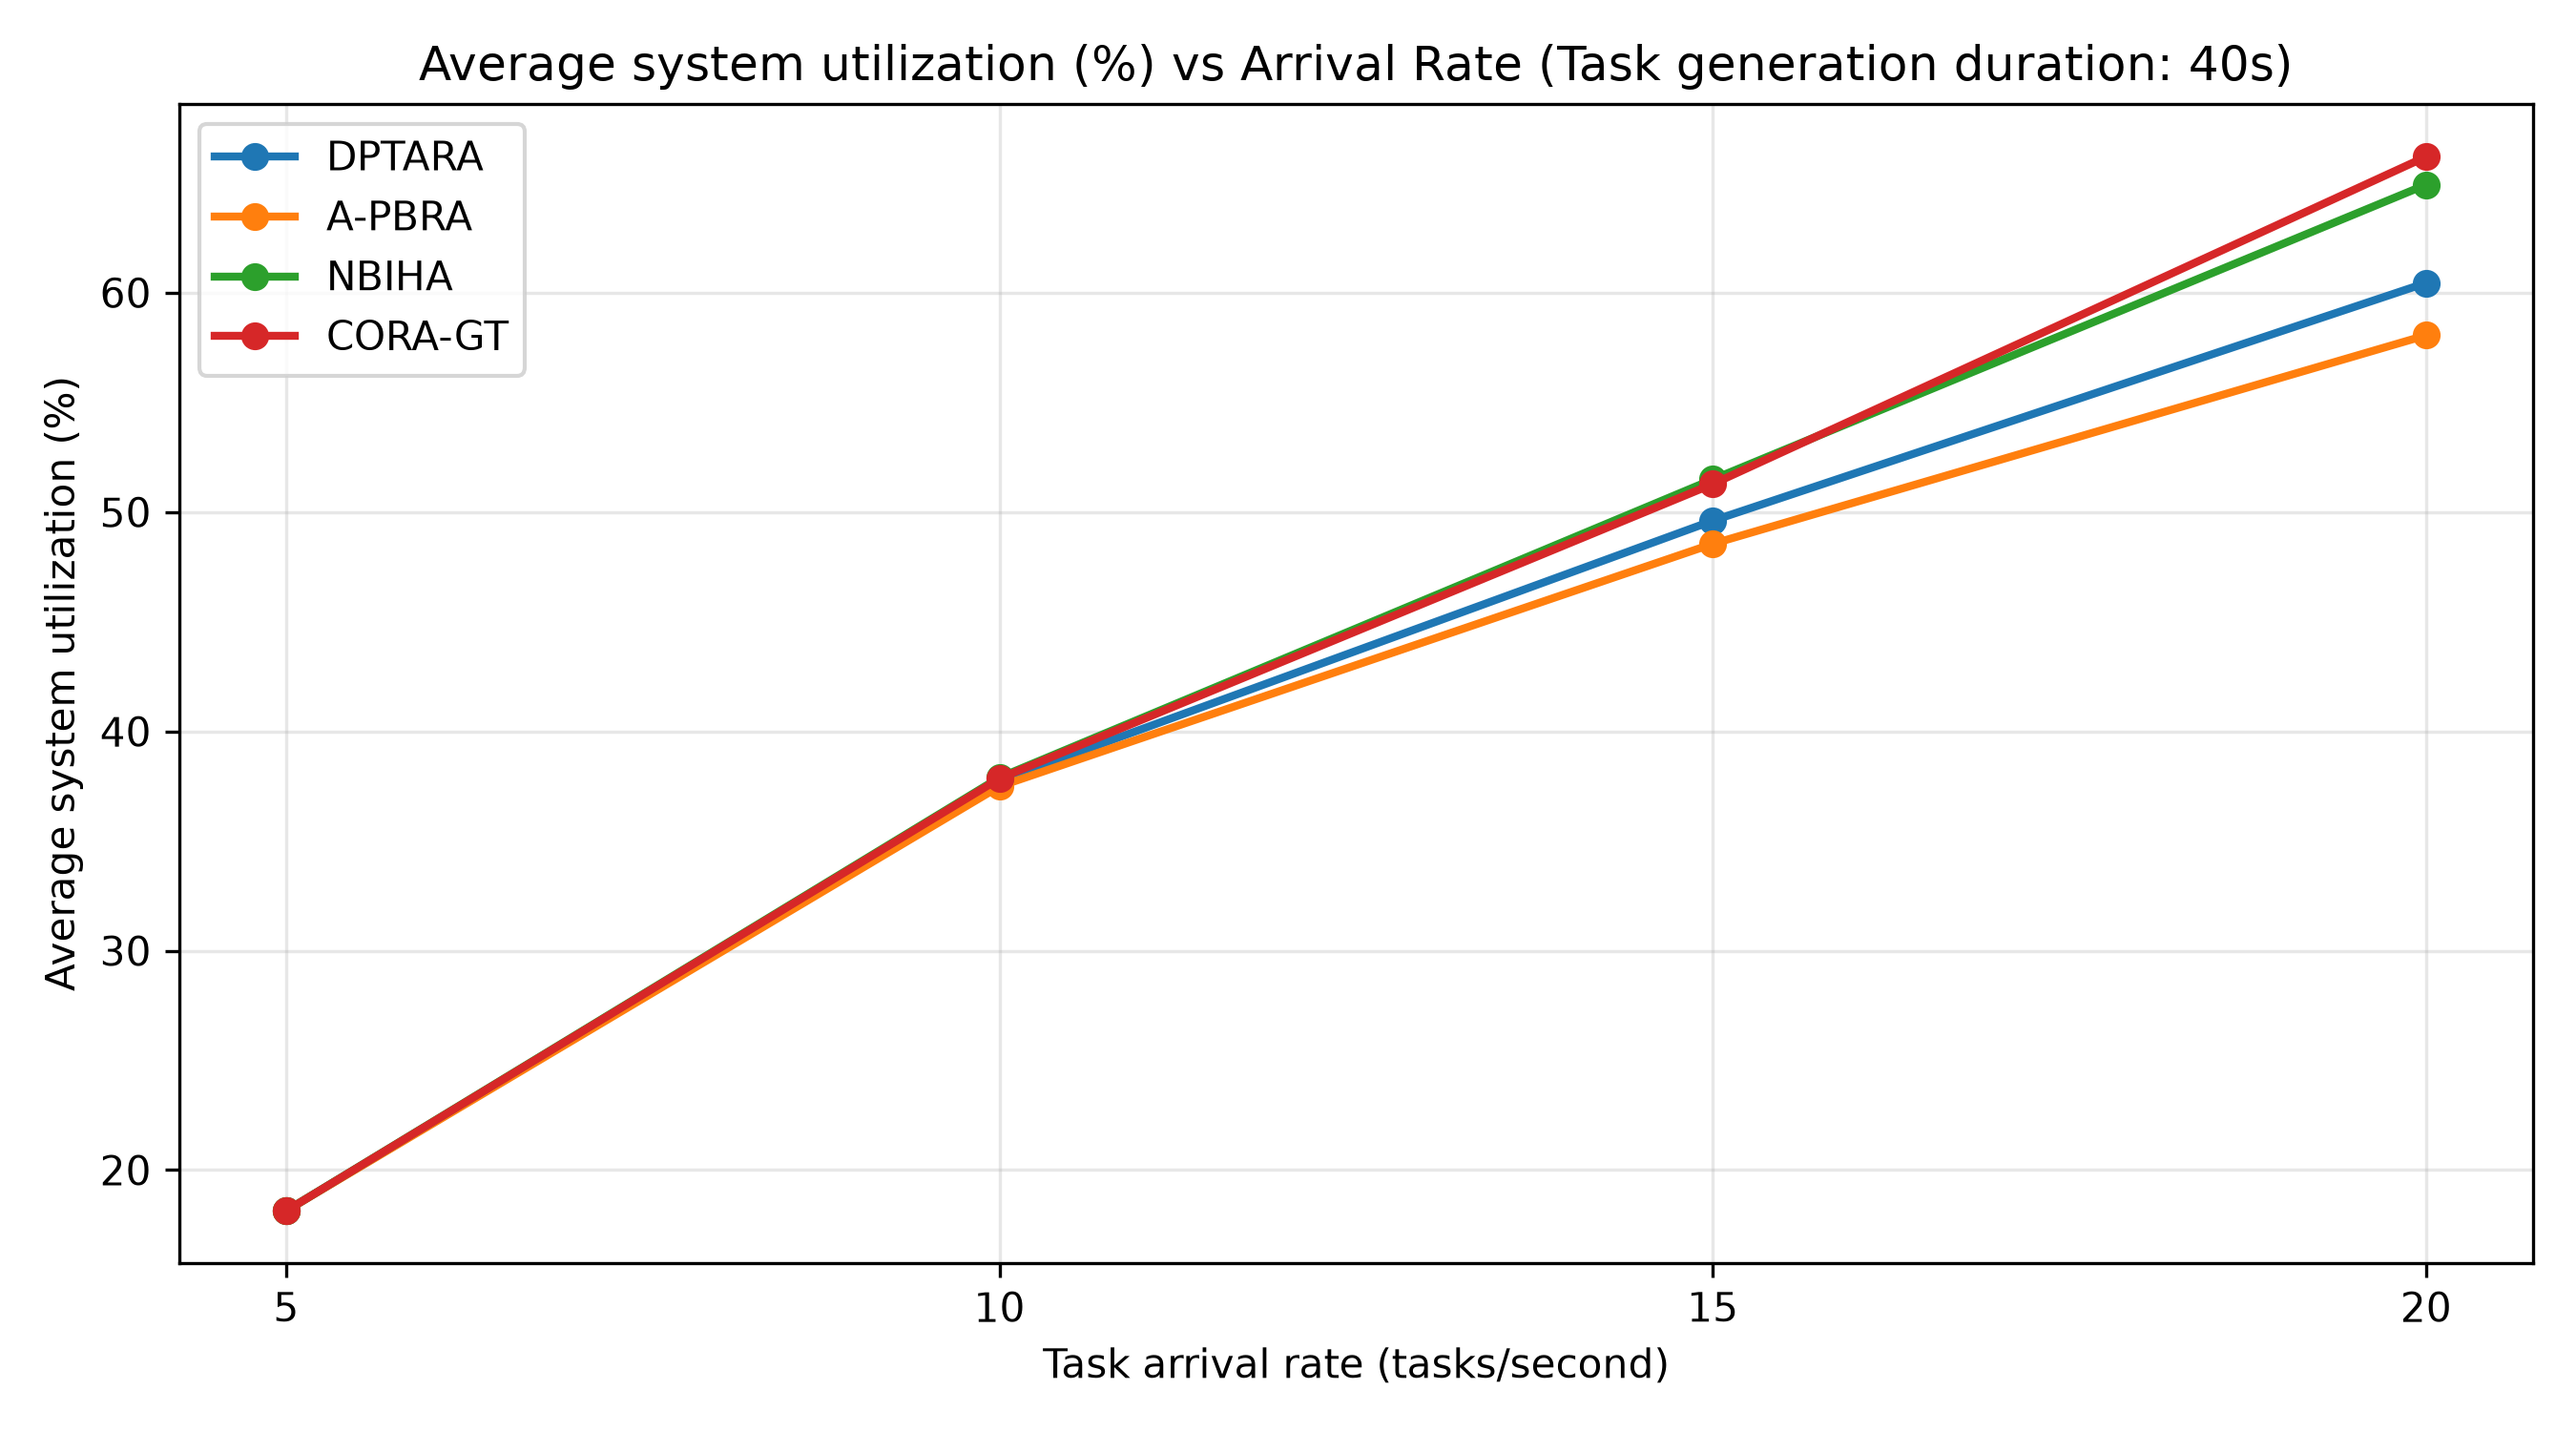 Average system utilization (%) vs Arrival Rate (Task generation duration: 40s)
DPTARA
A-PBRA
NBIHA
CORA-GT
Average system utilization (%)
60
50
40
30
20
5 10 15 20
Task arrival rate (tasks/second)